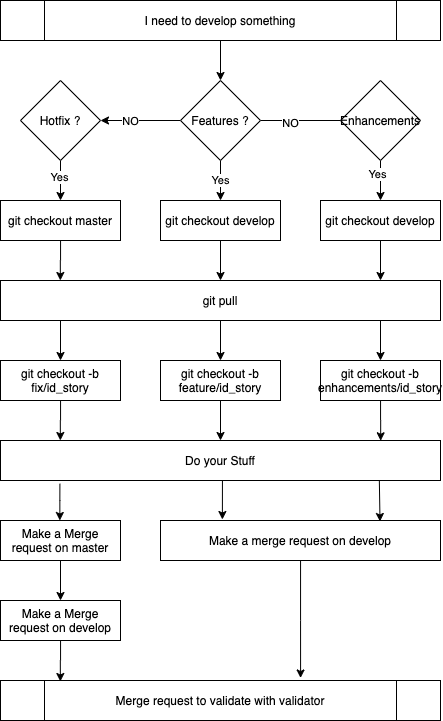 I need to develop something
Hotfix ?
NO
Features ?
NO
Enhancements
Yes
Yes
Yes
git checkout master
git checkout develop
git checkout develop
git pull
git checkout -b
fix/id_story
git checkout -b
feature/id_story
git checkout -b
enhancements/id_story
Do your Stuff
Make a Merge
request on master
Make a merge request on develop
Make a Merge
request on develop
Merge request to validate with validator